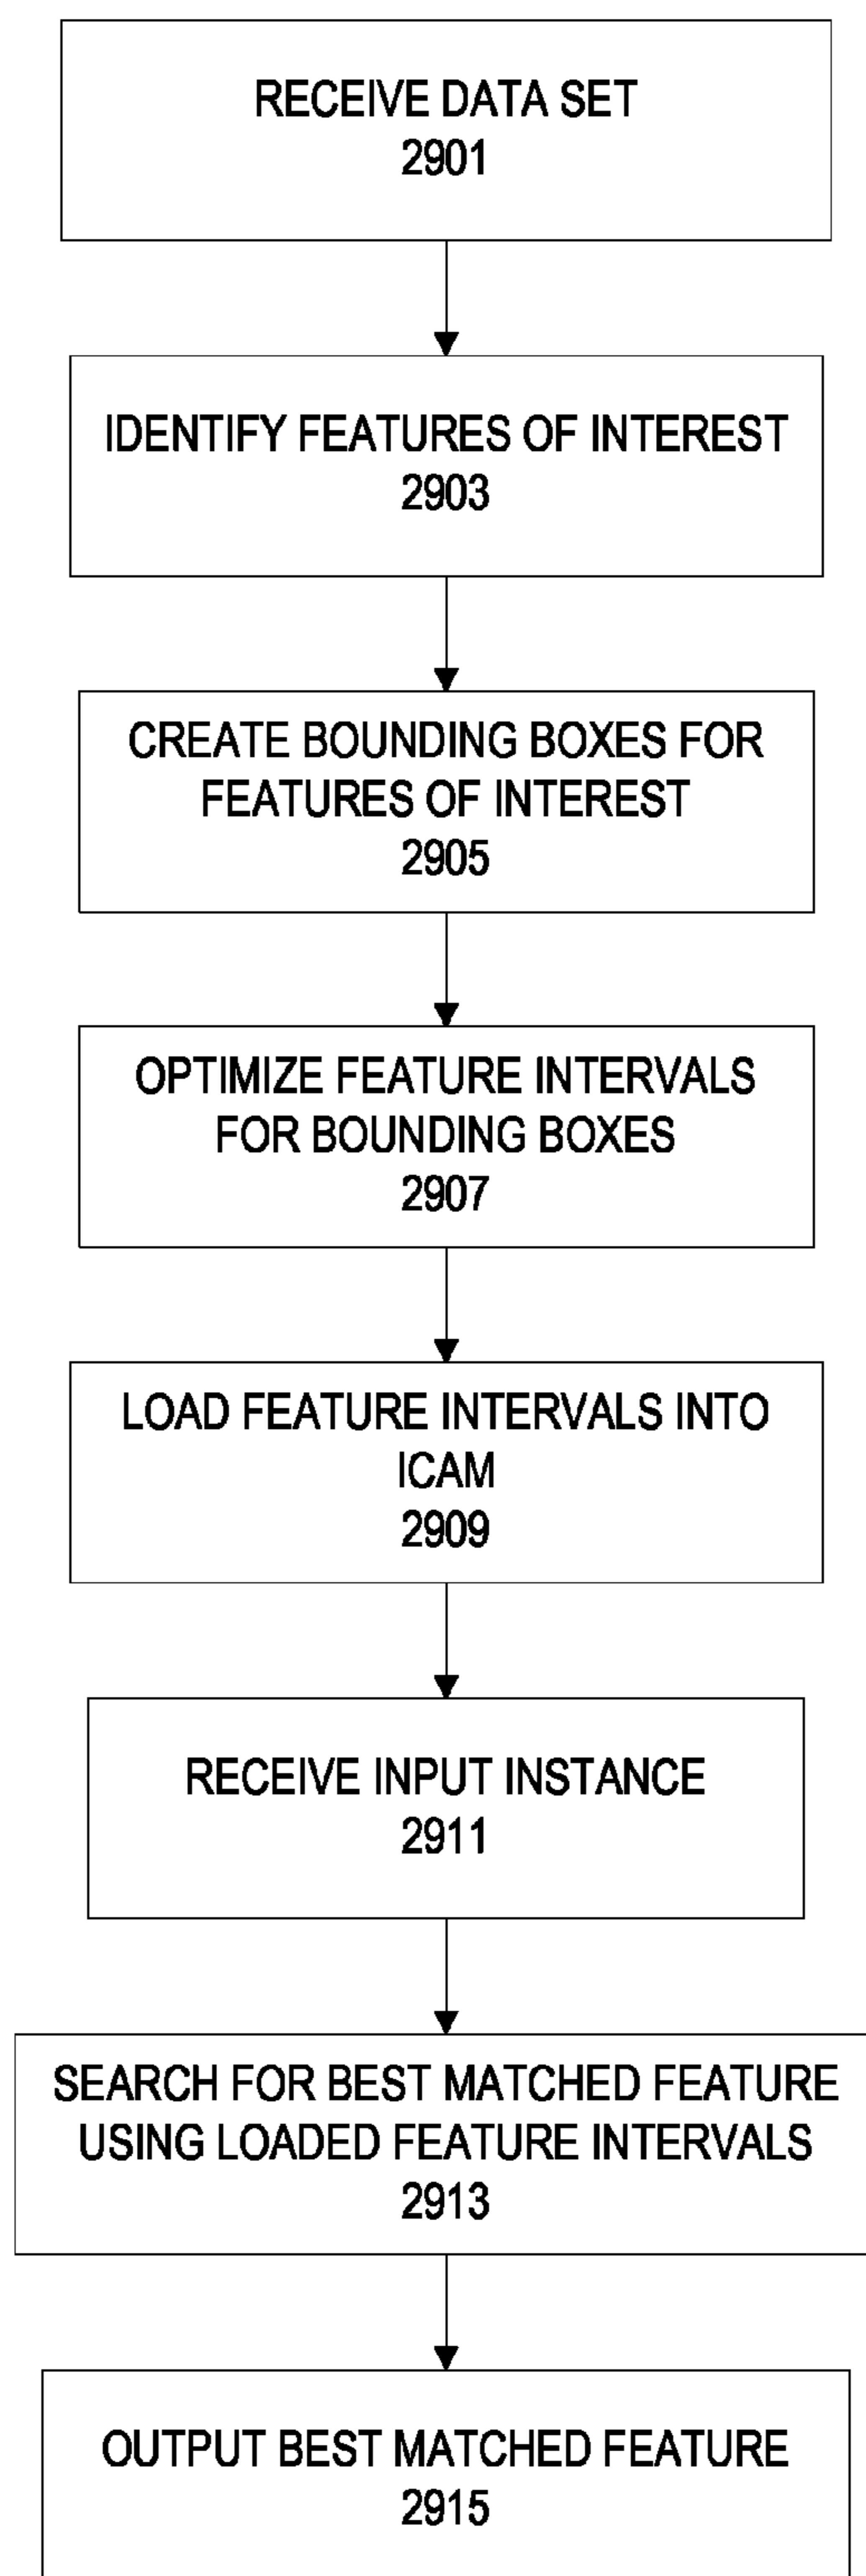 RECEIVE DATA SET
2901
IDENTIFY FEATURES OF INTEREST
2903
CREATE BOUNDING BOXES FOR
FEATURES OF INTEREST
2905
OPTIMIZE FEATURE INTERVALS
FOR BOUNDING BOXES
2907
LOAD FEATURE INTERVALS INTO
ICAM
2909
RECEIVE INPUT INSTANCE
2911
SEARCH FOR BEST MATCHED FEATURE
USING LOADED FEATURE INTERVALS
2913
OUTPUT BEST MATCHED FEATURE
2915